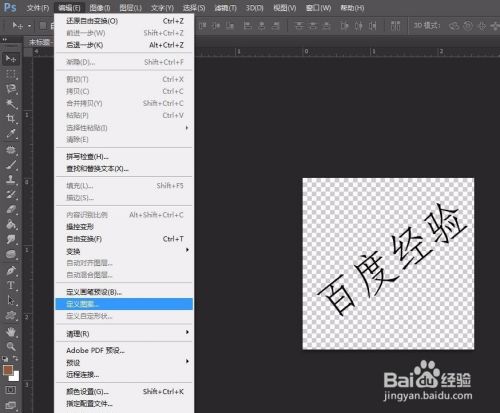 Ps 文件(F) 编辑(E) 图像(I) 图层(L) 文字(Y) 选择(S) 滤镜(T) 3D(D) 视图(V) 窗口(W) 帮助(H)
3D 模式:
未标题-
还原自由变换(O) Ctrl+Z
前进一步(W) Shift+Ctrl+Z
后退一步(K) Alt+Ctrl+Z
渐隐(D)... Shift+Ctrl+F
剪切(T) Ctrl+X
拷贝(C) Ctrl+C
合并拷贝(Y) Shift+Ctrl+C
粘贴(P) Ctrl+V
选择性粘贴(I)
清除(E)
拼写检查(H)...
查找和替换文本(X)...
填充(L)... Shift+F5
描边(S)...
内容识别比例 Alt+Shift+Ctrl+C
操控变形
自由变换(F) Ctrl+T
变换
自动对齐图层...
自动混合图层...
定义画笔预设(B)...
定义图案...
定义自定形状...
清理(R)
Adobe PDF 预设...
预设
远程连接...
颜色设置(G)... Shift+Ctrl+K
指定配置文件...
百度经验
Baidu 经验
jingyan.baidu.com